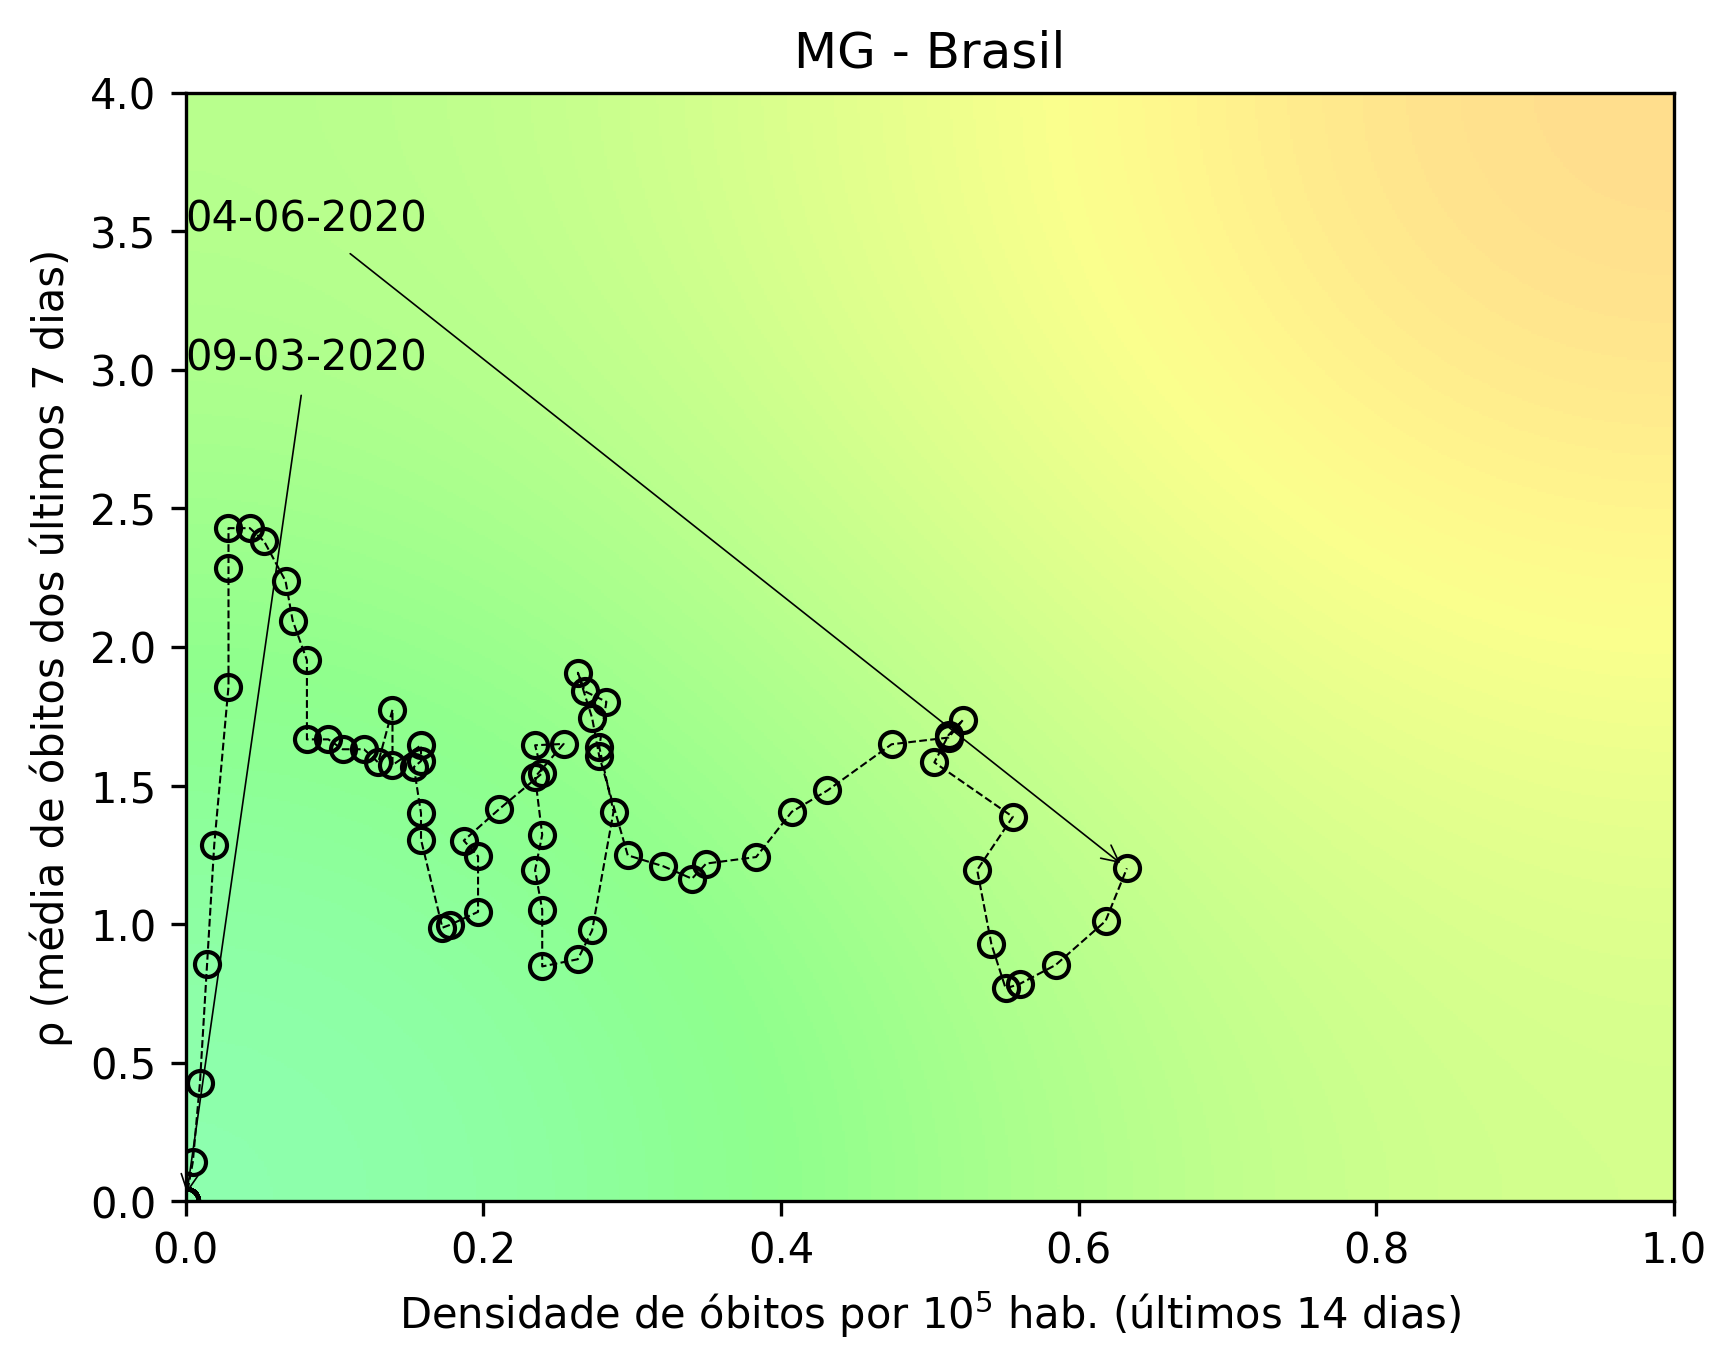 MG - Brasil
ρ (média de óbitos dos últimos 7 dias)
4.0
3.5
3.0
2.5
2.0
1.5
1.0
0.5
0.0
04-06-2020
09-03-2020
0.0 0.2 0.4 0.6 0.8 1.0
Densidade de óbitos por 10⁵ hab. (últimos 14 dias)